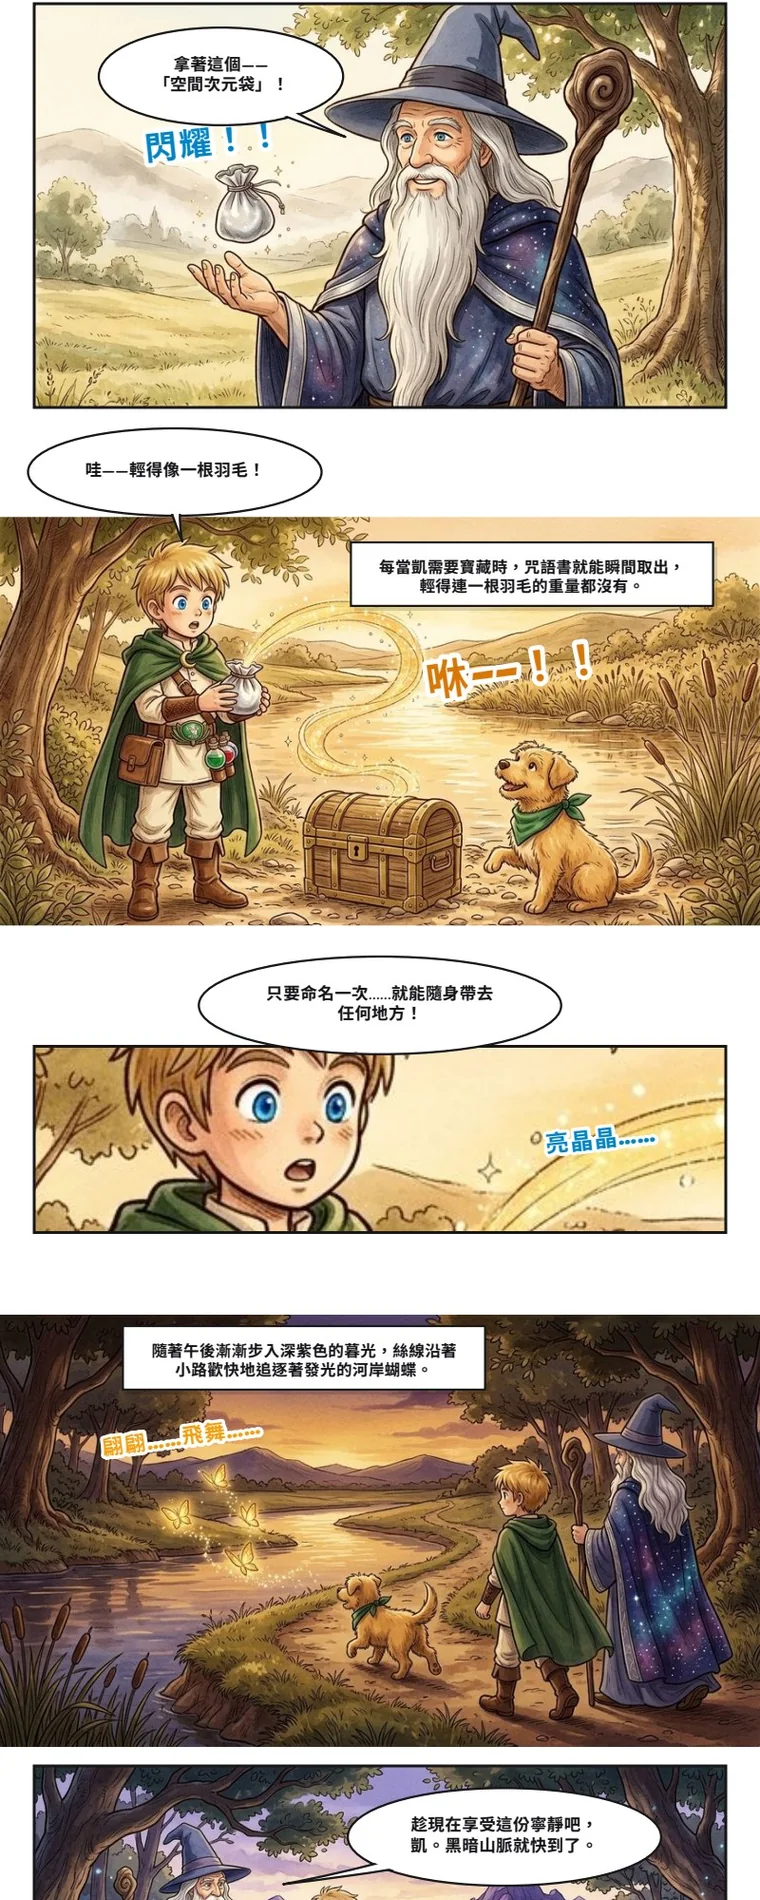 拿著這個——
「空間次元袋」！
閃耀！！
哇——輕得像一根羽毛！
每當凱需要寶藏時，咒語書就能瞬間取出，
輕得連一根羽毛的重量都沒有。
咻——！！
只要命名一次……就能隨身帶去
任何地方！
亮晶晶……
隨著午後漸漸步入深紫色的暮光，絲線沿著
小路歡快地追逐著發光的河岸蝴蝶。
翩翩……飛舞……
趁現在享受這份寧靜吧，
凱。黑暗山脈就快到了。